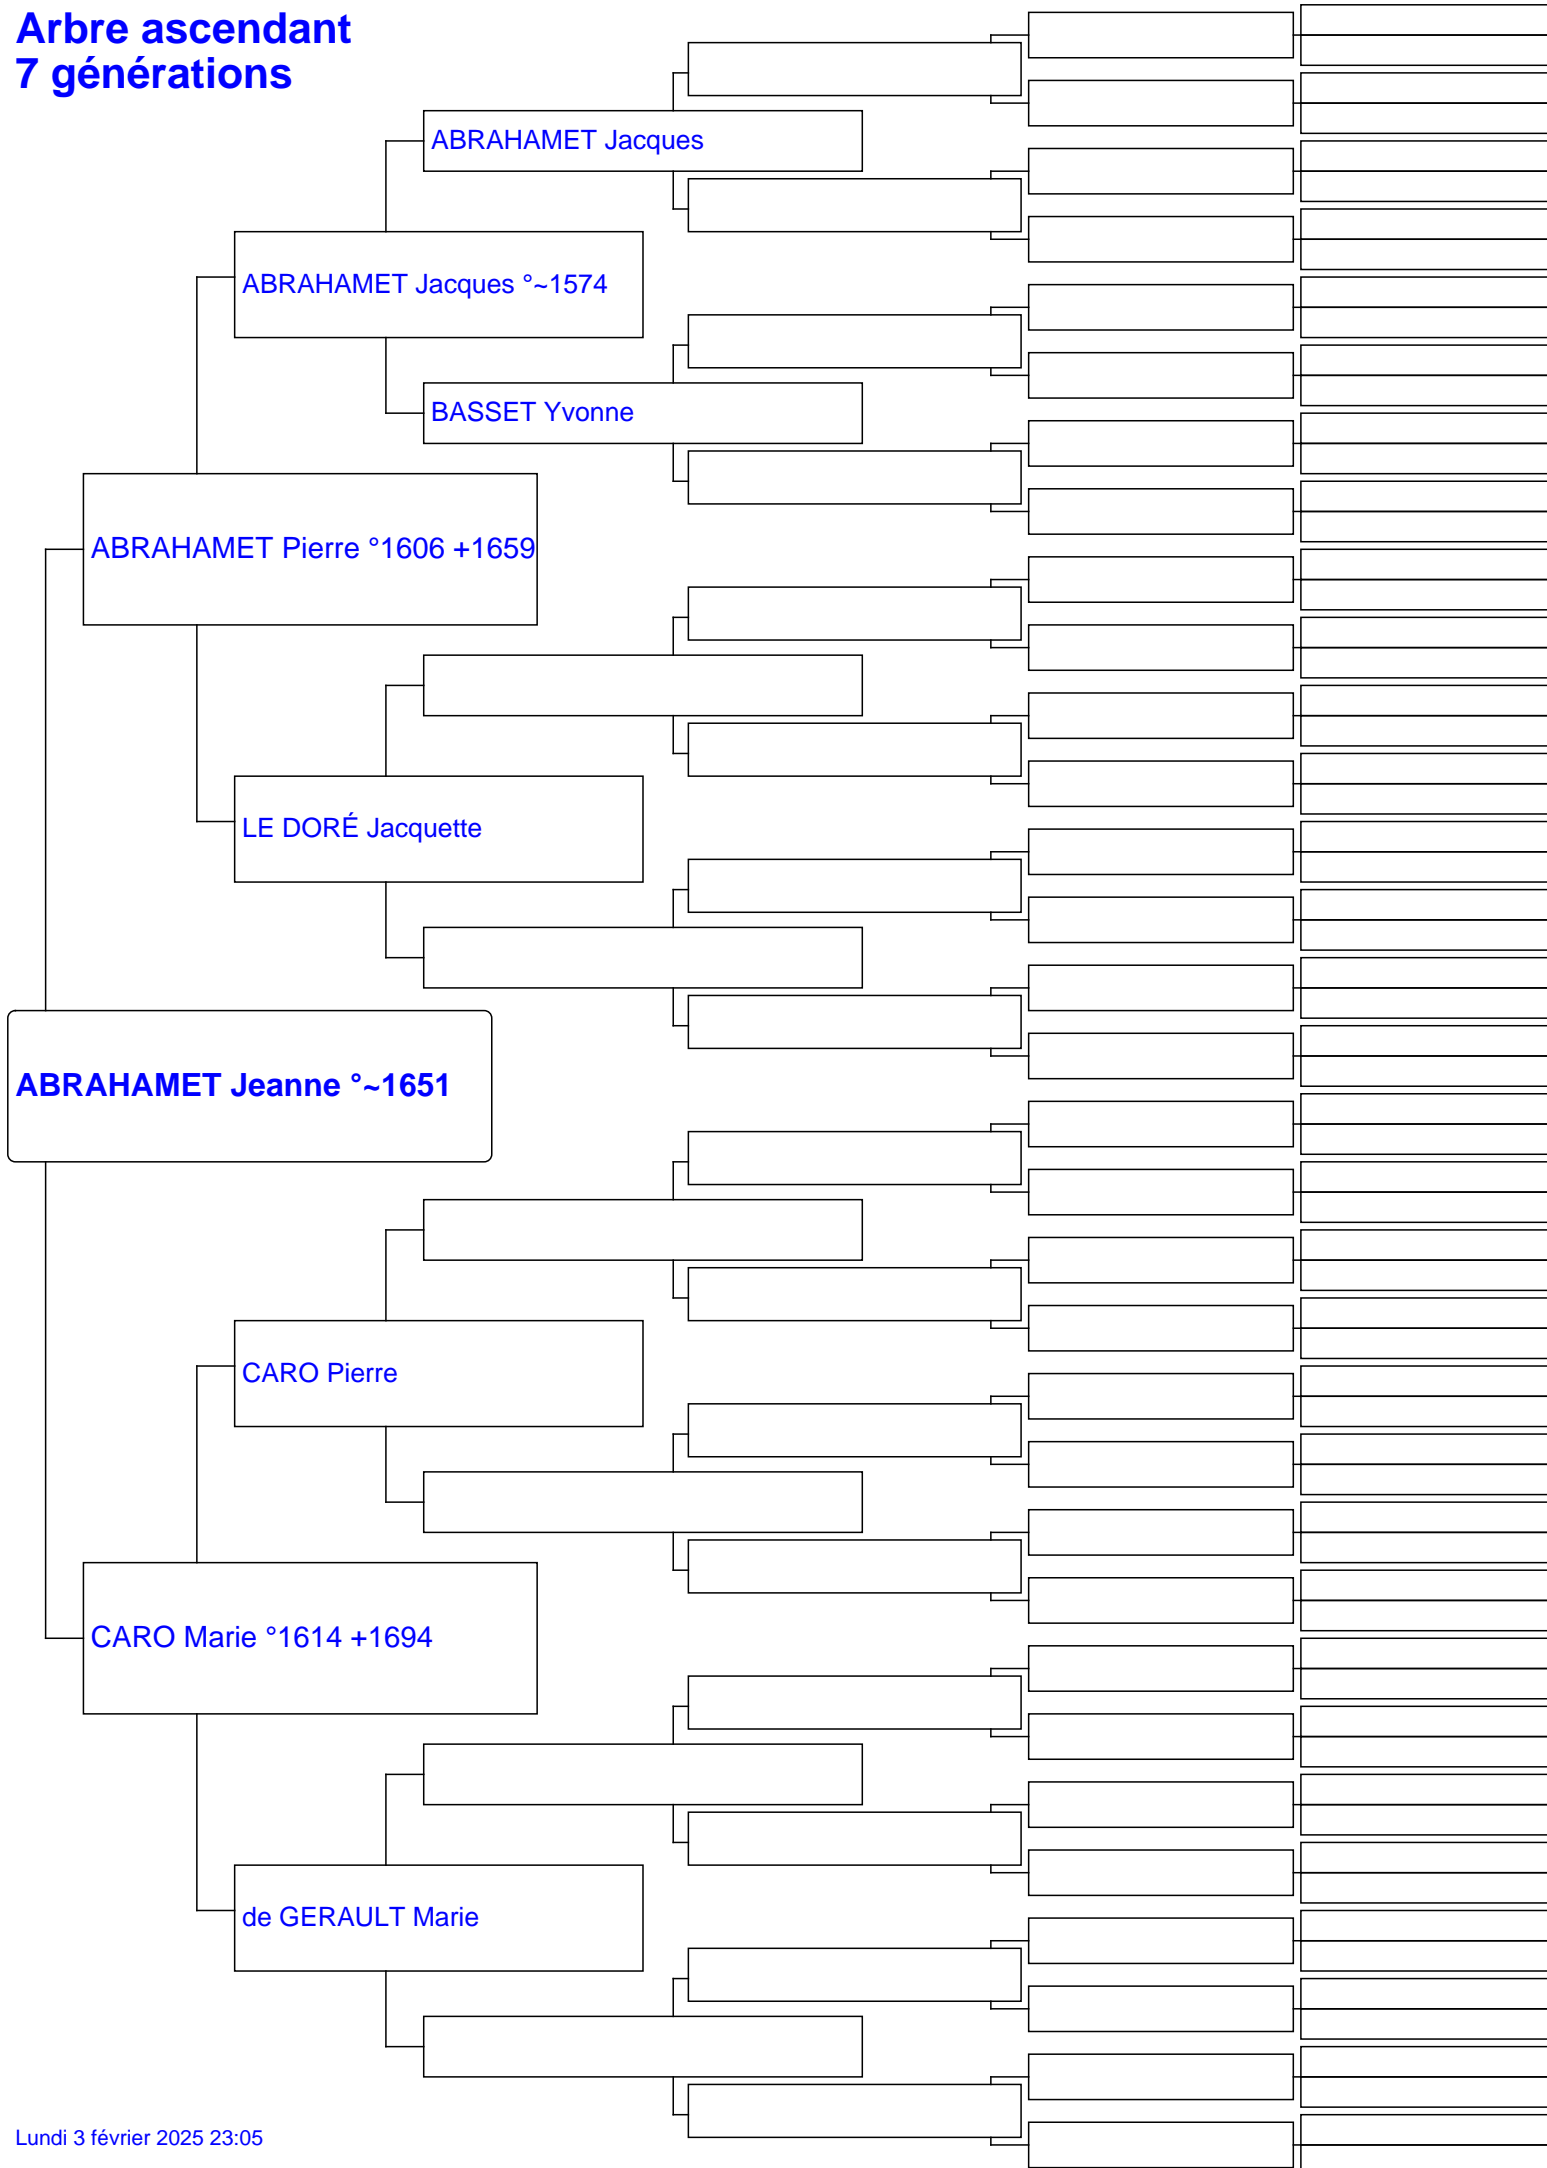 Arbre ascendant
7 générations
ABRAHAMET Jacques
ABRAHAMET Jacques °~1574
BASSET Yvonne
ABRAHAMET Pierre °1606 +1659
LE DORÉ Jacquette
ABRAHAMET Jeanne °~1651
CARO Pierre
CARO Marie °1614 +1694
de GERAULT Marie
Lundi 3 février 2025 23:05